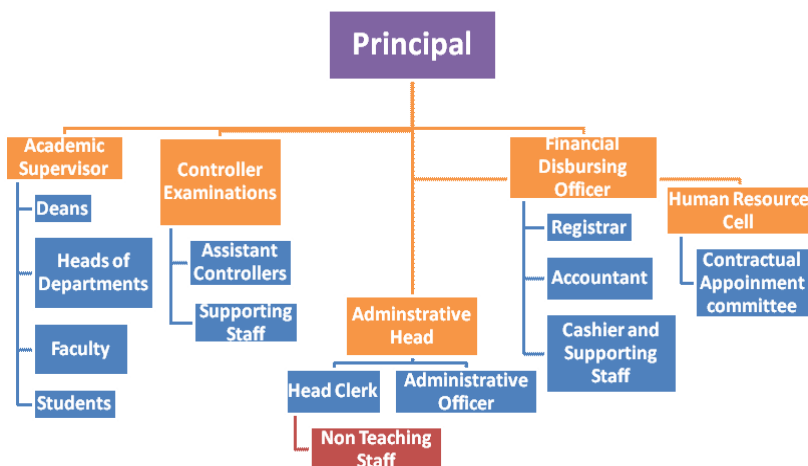 Principal
Academic
Supervisor
Deans
Heads of
Departments
Faculty
Students
Controller
Examinations
Assistant
Controllers
Supporting
Staff
Adminstrative
Head
Head Clerk
Administrative
Officer
Non Teaching
Staff
Financial
Disbursing
Officer
Registrar
Accountant
Cashier and
Supporting
Staff
Human Resource
Cell
Contractual
Appoinment
committee